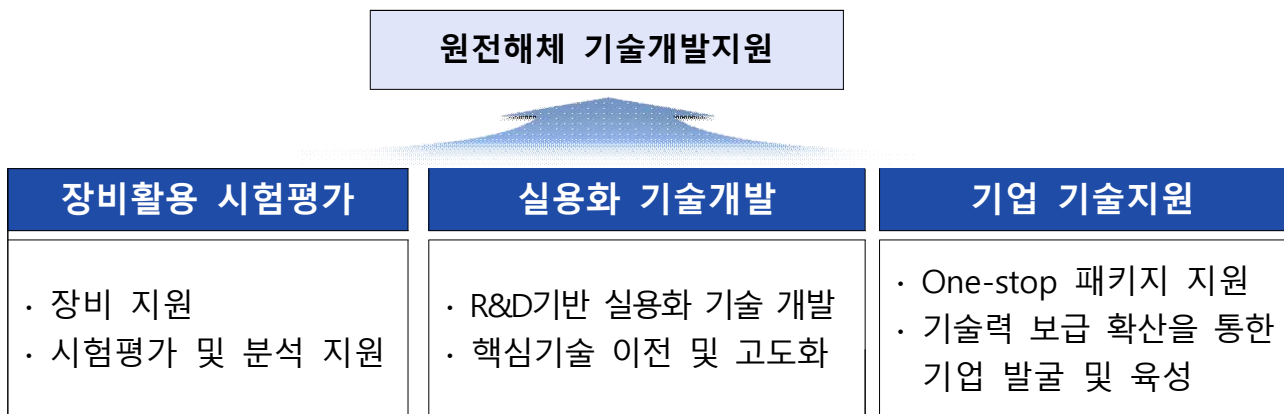 원전해체 기술개발지원
장비활용 시험평가
· 장비 지원
· 시험평가 및 분석 지원
실용화 기술개발
· R&D기반 실용화 기술 개발
· 핵심기술 이전 및 고도화
기업 기술지원
· One-stop 패키지 지원
· 기술력 보급 확산을 통한
기업 발굴 및 육성